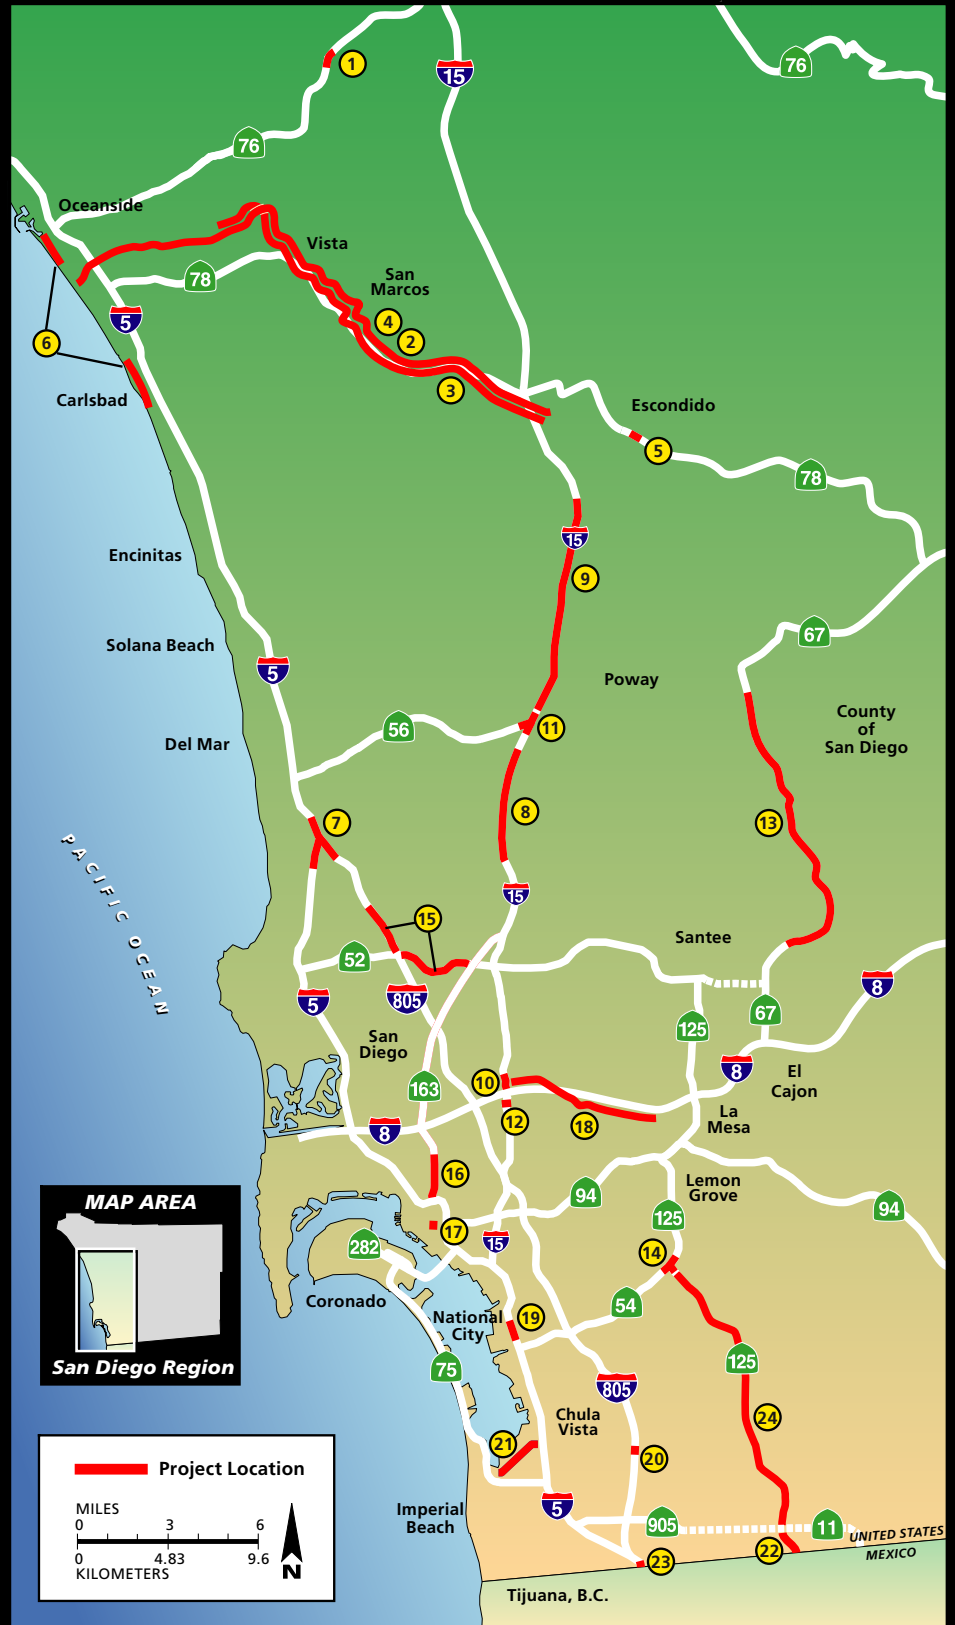 1
15
76
76
Oceanside
Vista
San
Marcos
78
5
4
2
6
3
Carlsbad
Escondido
5
78
15
Encinitas
9
67
Solana Beach
5
Poway
County
of
San Diego
56
11
Del Mar
7
8
13
PACIFIC OCEAN
15
15
Santee
52
8
5
805
67
125
San
Diego
10
163
8
El
Cajon
12
18
La
Mesa
8
16
94
Lemon
Grove
94
MAP AREA
125
17
282
15
14
Coronado
54
National
City
19
San Diego Region
75
125
805
Chula
Vista
24
21
20
Project Location
MILES
0 3 6
0 4.83 9.6
KILOMETERS
N
Imperial
Beach
5
905
11
UNITED STATES
MEXICO
22
23
Tijuana, B.C.